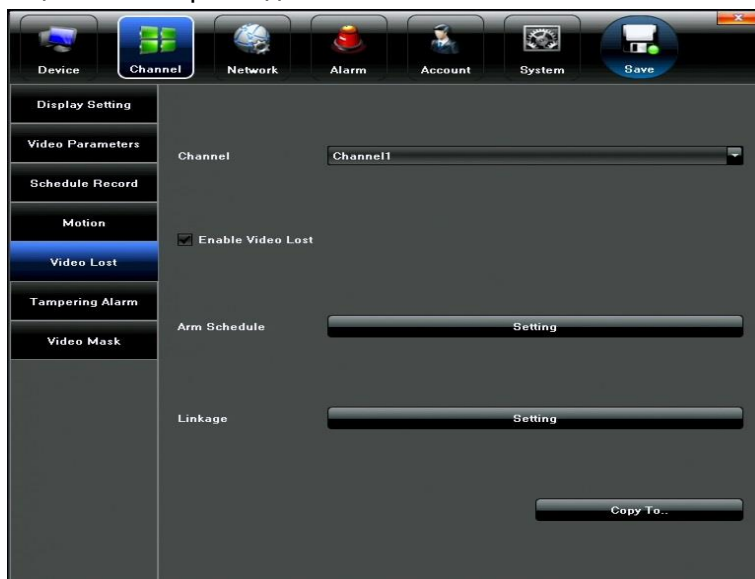 Device Channel Network Alarm Account System Save
Display Setting
Video Parameters
Channel Channel1
Schedule Record
Motion
Enable Video Lost
Video Lost
Tampering Alarm
Arm Schedule Setting
Video Mask
Linkage Setting
Copy To..